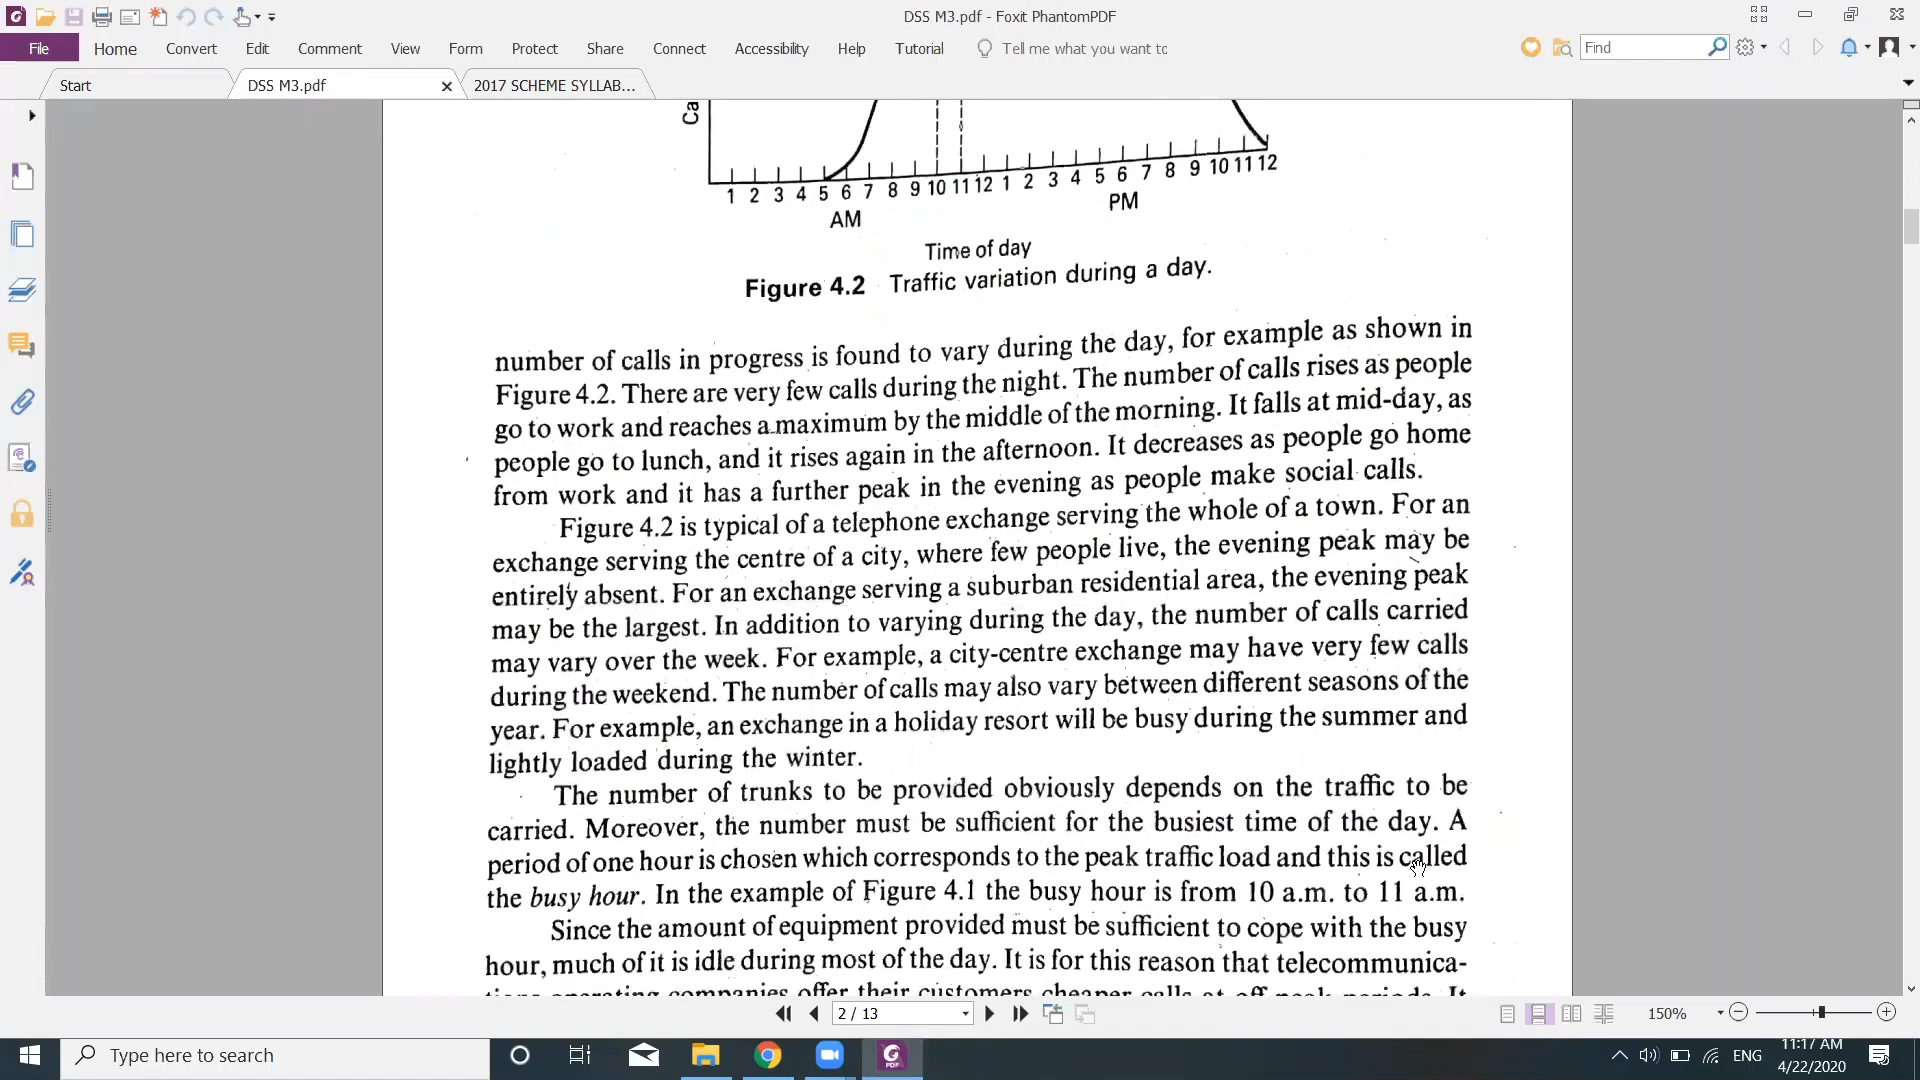 DSS M3.pdf - Foxit PhantomPDF
File Home Convert Edit Comment View Form Protect Share Connect Accessibility Help Tutorial Tell me what you want to Find
Start DSS M3.pdf 2017 SCHEME SYLLAB...
Ca
1 2 3 4 5 6 7 8 9 10 11 12 1 2 3 4 5 6 7 8 9 10 11 12
AM PM
Time of day
Figure 4.2 Traffic variation during a day.
number of calls in progress is found to vary during the day, for example as shown in
Figure 4.2. There are very few calls during the night. The number of calls rises as people
go to work and reaches a maximum by the middle of the morning. It falls at mid-day, as
people go to lunch, and it rises again in the afternoon. It decreases as people go home
from work and it has a further peak in the evening as people make social calls.
Figure 4.2 is typical of a telephone exchange serving the whole of a town. For an
exchange serving the centre of a city, where few people live, the evening peak may be
entirely absent. For an exchange serving a suburban residential area, the evening peak
may be the largest. In addition to varying during the day, the number of calls carried
may vary over the week. For example, a city-centre exchange may have very few calls
during the weekend. The number of calls may also vary between different seasons of the
year. For example, an exchange in a holiday resort will be busy during the summer and
lightly loaded during the winter.
The number of trunks to be provided obviously depends on the traffic to be
carried. Moreover, the number must be sufficient for the busiest time of the day. A
period of one hour is chosen which corresponds to the peak traffic load and this is called
the busy hour. In the example of Figure 4.1 the busy hour is from 10 a.m. to 11 a.m.
Since the amount of equipment provided must be sufficient to cope with the busy
hour, much of it is idle during most of the day. It is for this reason that telecommunica-
tions operating companies offer their customers cheaper calls at off-peak periods. It
2 / 13 150%
Type here to search ENG 11:17 AM
4/22/2020